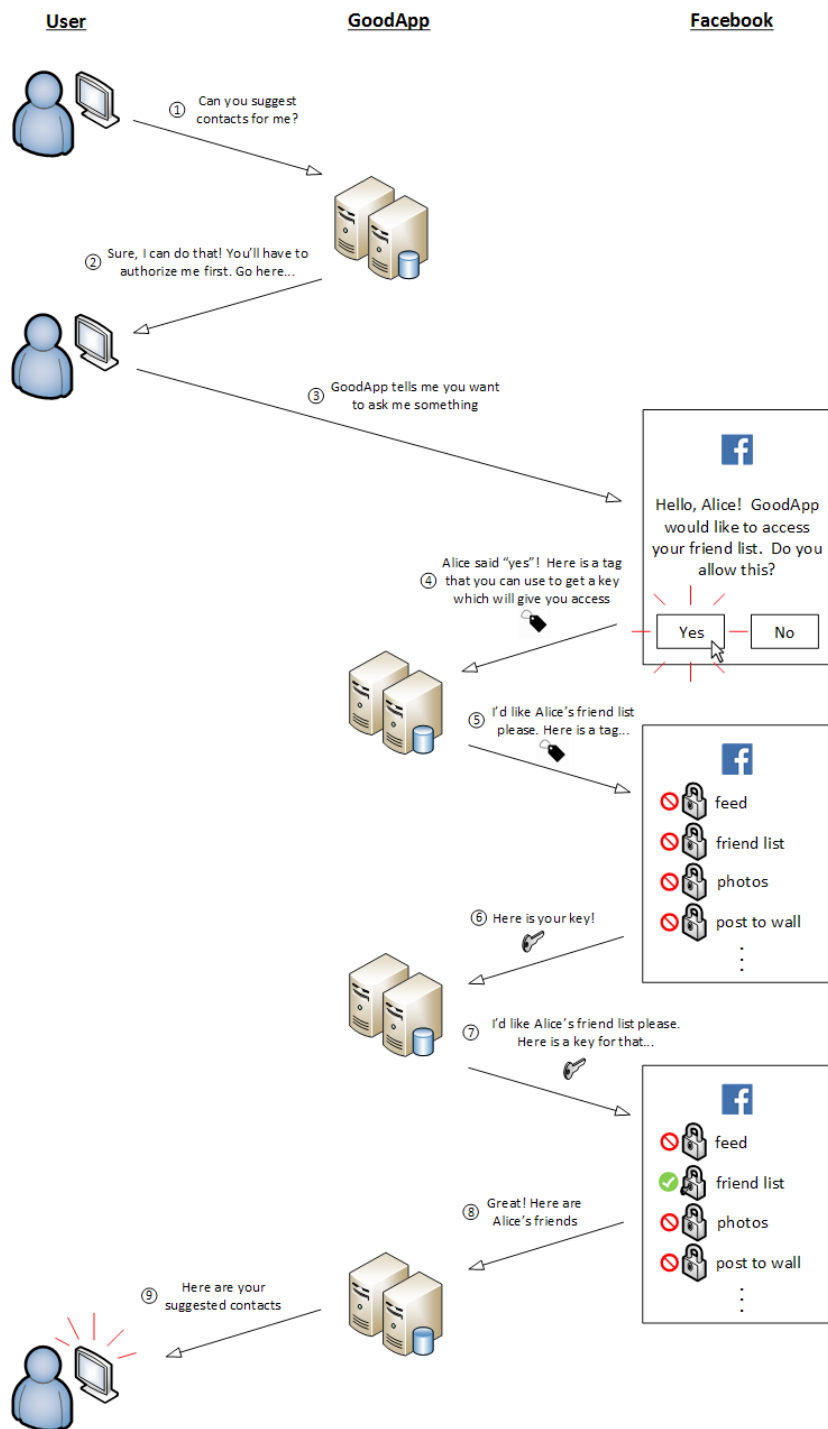 User
GoodApp
Facebook
① Can you suggest
contacts for me?
Sure, I can do that! You'll have to
② authorize me first. Go here...
③ GoodApp tells me you want
to ask me something
Hello, Alice! GoodApp
would like to access
your friend list. Do you
allow this?
Yes
No
Alice said "yes"! Here is a tag
④ that you can use to get a key
which will give you access
⑤ I'd like Alice's friend list
please. Here is a tag...
feed
friend list
photos
post to wall
⑥ Here is your key!
⑦ I'd like Alice's friend list please.
Here is a key for that...
feed
friend list
photos
post to wall
⑧ Great! Here are
Alice's friends
⑨ Here are your
suggested contacts